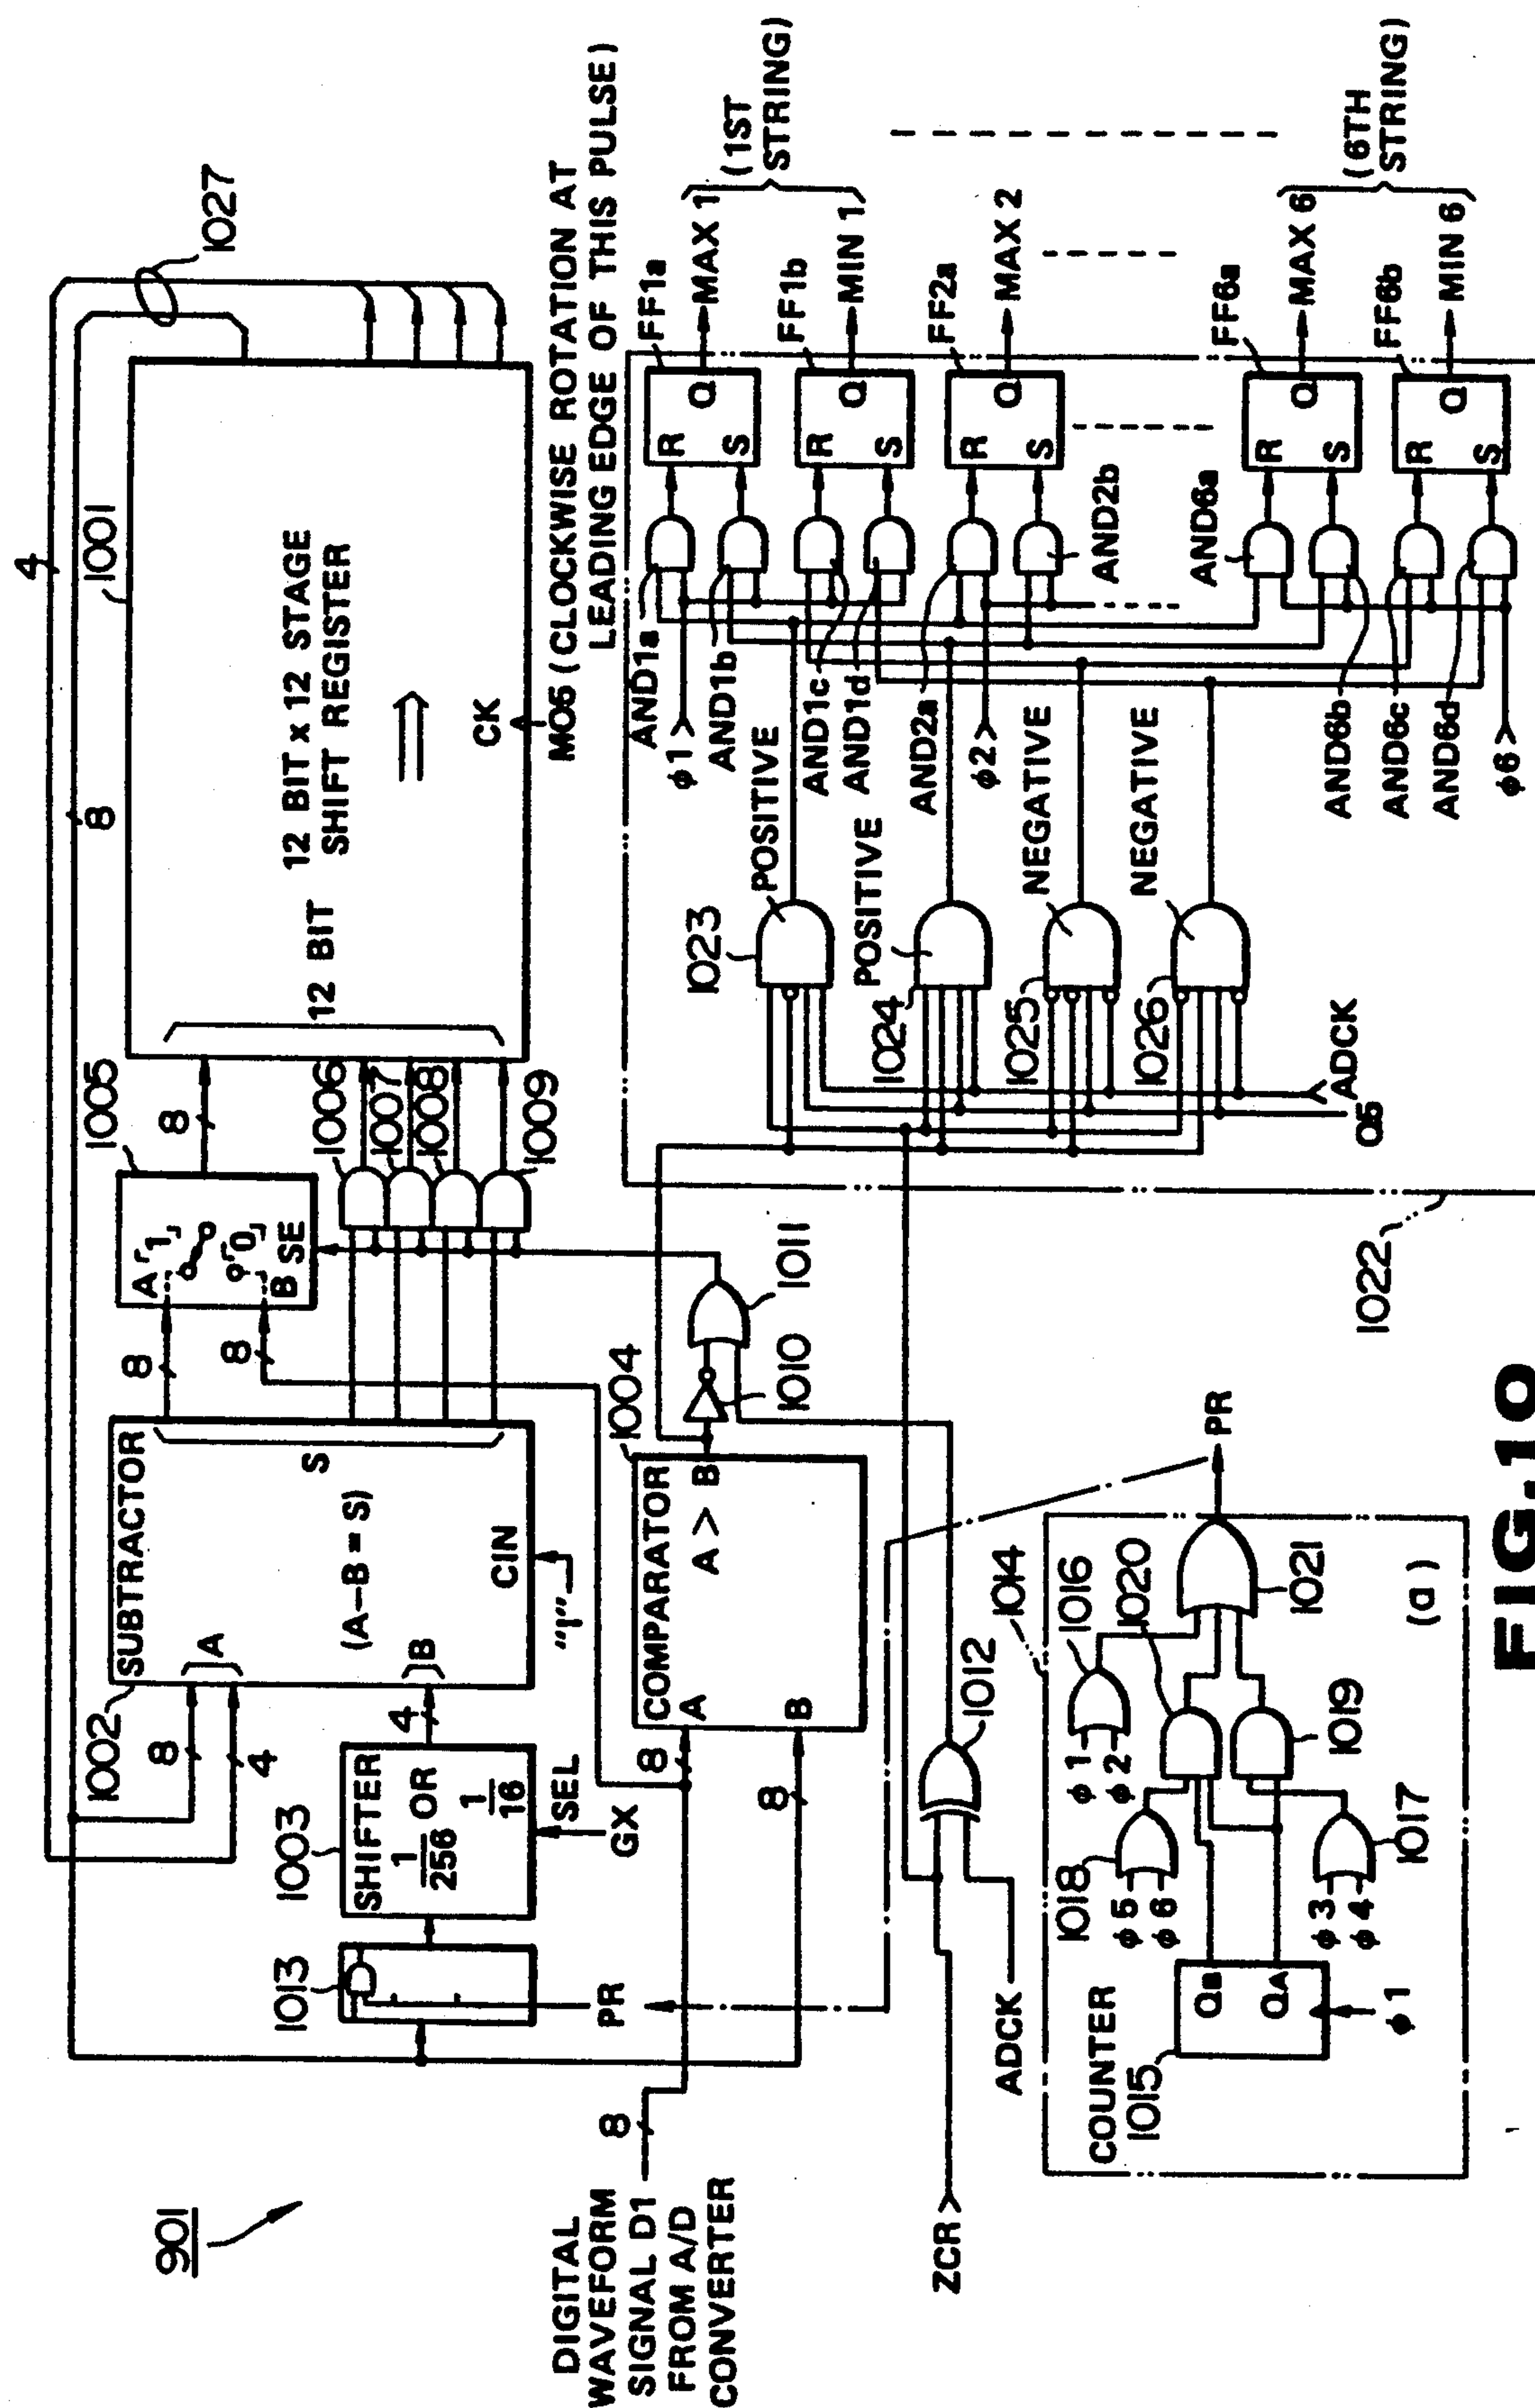 901
4
8
1001
1027
12 BIT
12 BIT x 12 STAGE
SHIFT REGISTER
CK
M05 (CLOCKWISE ROTATION AT
LEADING EDGE OF THIS PULSE)
1005
8
A「1」
「0」
B SE
8
8
1006
1007
1008
1009
1002
SUBTRACTOR
A
S
(A-B=S)
B
CIN
"1"
8
4
4
1003
SHIFTER
1/256 OR 1/16
SEL
GX
1013
PR
1004
COMPARATOR
A
A > B
B
8
8
1010
1011
1012
DIGITAL
WAVEFORM
SIGNAL D1
FROM A/D
CONVERTER
8
ZCR
ADCK
1014
COUNTER
1015
QB
QA
φ1
1018
φ5
φ6
φ1
φ2
1016
1020
1019
φ3
φ4
1017
1021
(a)
PR
1022
1023
POSITIVE
POSITIVE
1024
NEGATIVE
1025
NEGATIVE
1026
ADCK
05
AND1a
φ1
AND1b
AND1c
AND1d
AND2a
φ2
AND2b
AND6a
AND6b
AND6c
AND6d
φ6
R
S
Q
FF1a
MAX 1
R
S
Q
FF1b
MIN 1
(1ST
STRING)
R
S
Q
FF2a
MAX 2
R
S
Q
FF6a
MAX 6
R
S
Q
FF6b
MIN 6
(6TH
STRING)
FIG.10